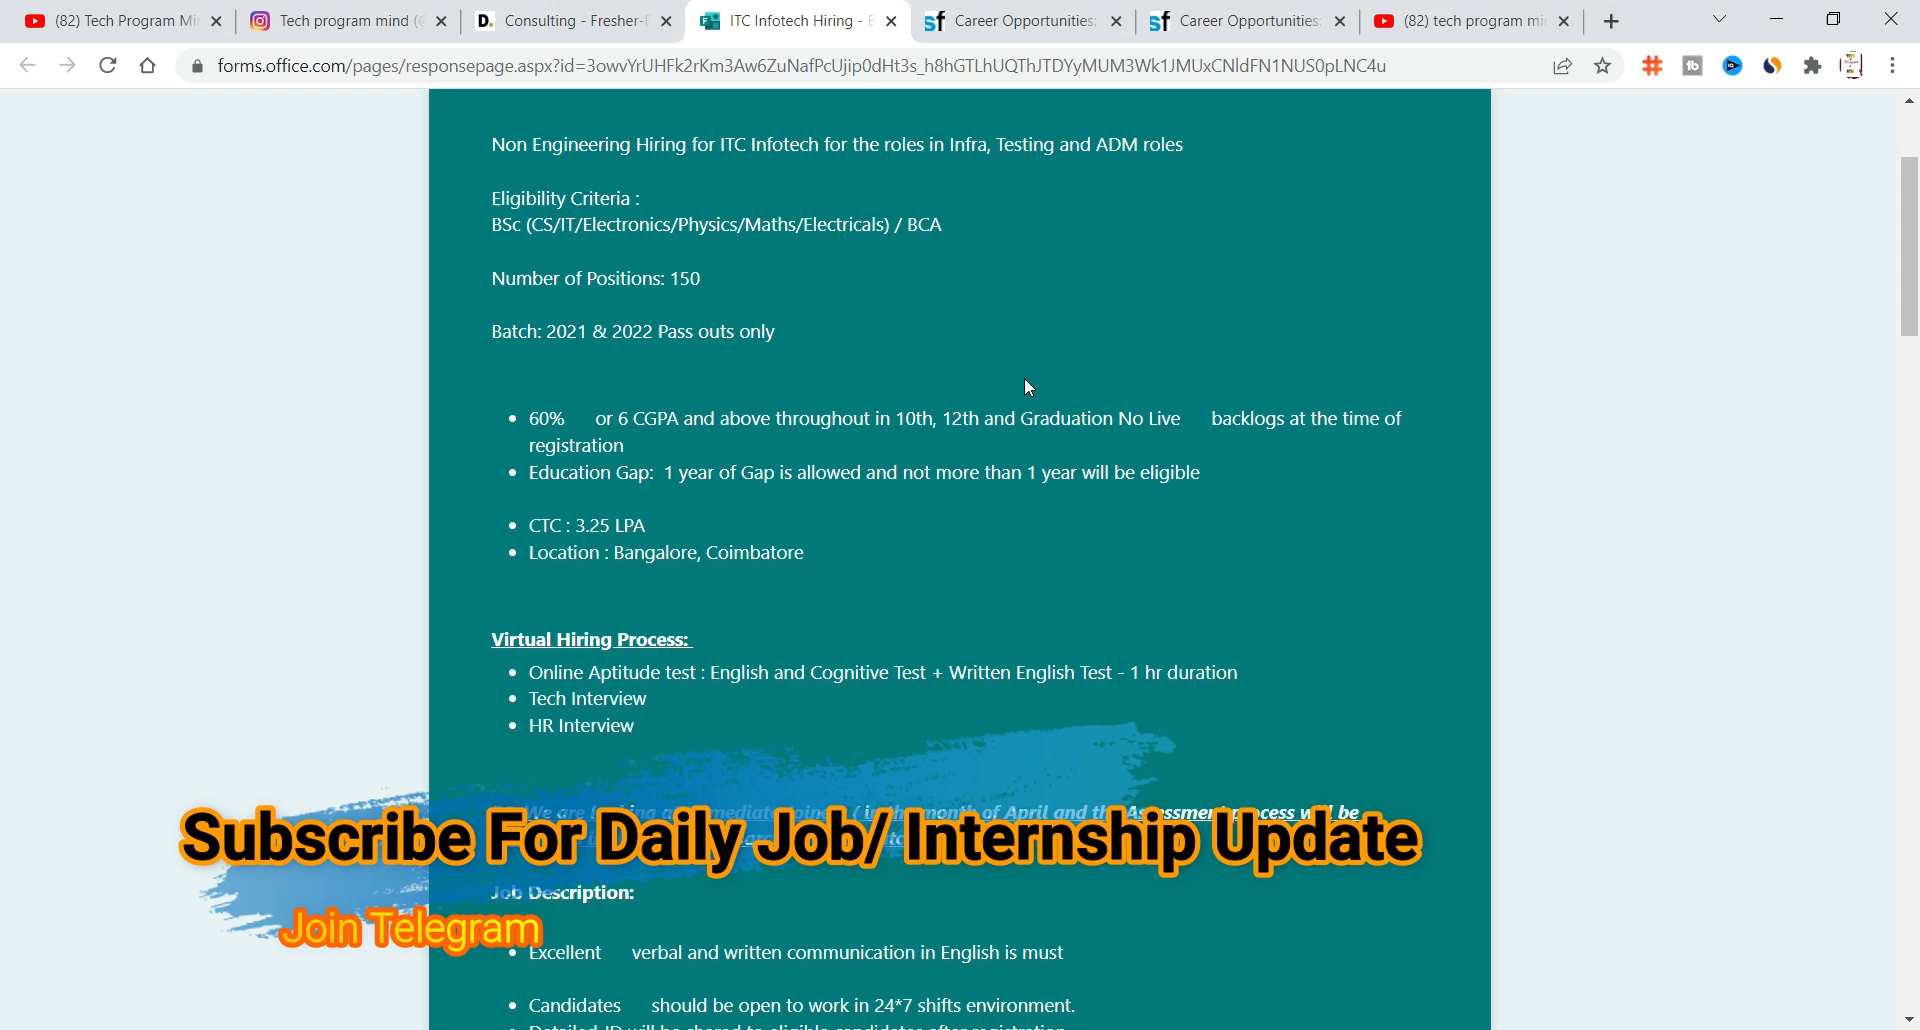 (82) Tech Program Mi
Tech program mind (
Consulting - Fresher-
ITC Infotech Hiring -
Career Opportunities:
Career Opportunities:
(82) tech program mi
forms.office.com/pages/responsepage.aspx?id=3owvYrUHFk2rKm3Aw6ZuNafPcUjip0dHt3s_h8hGTLhUQThJTDYyMUM3Wk1JMUxCNldFN1NUS0pLNC4u
Non Engineering Hiring for ITC Infotech for the roles in Infra, Testing and ADM roles
Eligibility Criteria :
BSc (CS/IT/Electronics/Physics/Maths/Electricals) / BCA
Number of Positions: 150
Batch: 2021 & 2022 Pass outs only
• 60% or 6 CGPA and above throughout in 10th, 12th and Graduation No Live backlogs at the time of
registration
• Education Gap: 1 year of Gap is allowed and not more than 1 year will be eligible
• CTC : 3.25 LPA
• Location : Bangalore, Coimbatore
Virtual Hiring Process:
• Online Aptitude test : English and Cognitive Test + Written English Test - 1 hr duration
• Tech Interview
• HR Interview
We are month of April and be
Subscribe For Daily Job/ Internship Update
Job Description:
Join Telegram
• Excellent verbal and written communication in English is must
• Candidates should be open to work in 24*7 shifts environment.